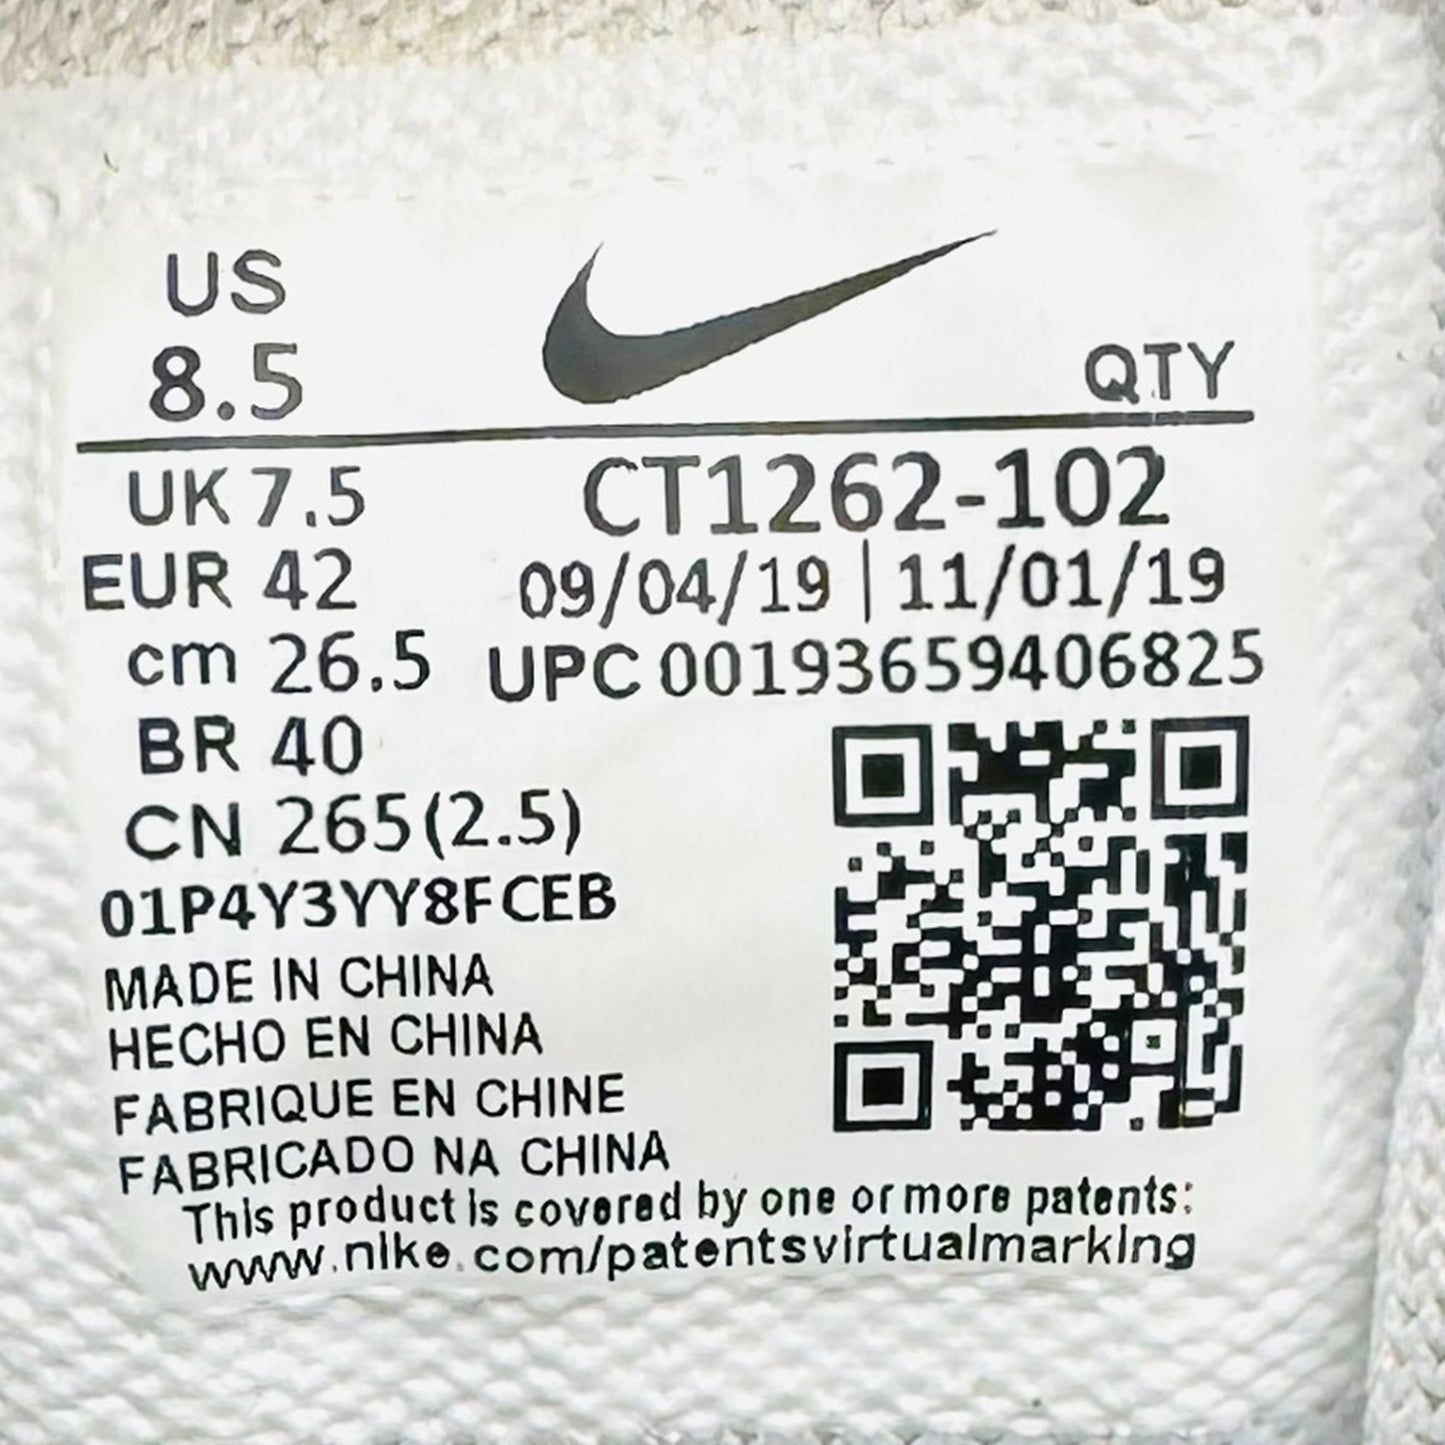 US
8.5
QTY
UK 7.5
CT1262-102
EUR 42
09/04/19 | 11/01/19
cm 26.5
UPC 00193659406825
BR 40
CN 265(2.5)
01P4Y3YY8FCEB
MADE IN CHINA
HECHO EN CHINA
FABRIQUE EN CHINE
FABRICADO NA CHINA
This product is covered by one or more patents:
www.nike.com/patentsvirtualmarking